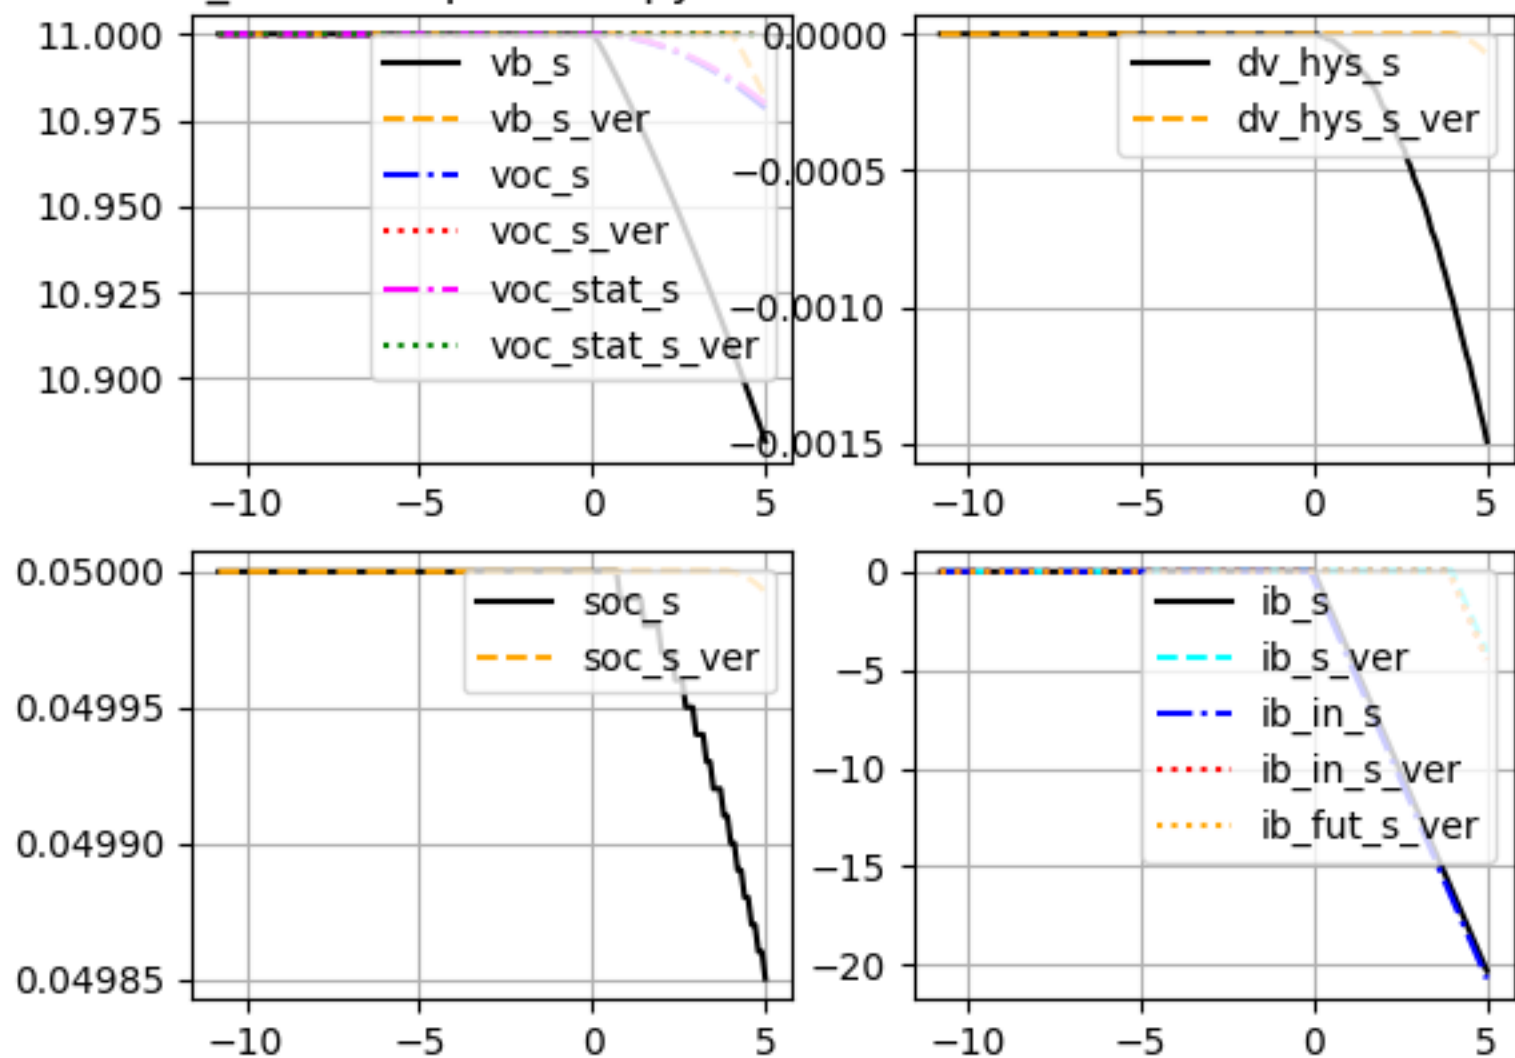 11.000
10.975
10.950
10.925
10.900
vb_s
vb_s_ver
voc_s
voc_s_ver
voc_stat_s
voc_stat_s_ver
−10
−5
0
5
0.0000
−0.0005
−0.0010
−0.0015
dv_hys_s
dv_hys_s_ver
−10
−5
0
5
0.05000
0.04995
0.04990
0.04985
soc_s
soc_s_ver
−10
−5
0
5
0
−5
−10
−15
−20
ib_s
ib_s_ver
ib_in_s
ib_in_s_ver
ib_fut_s_ver
−10
−5
0
5